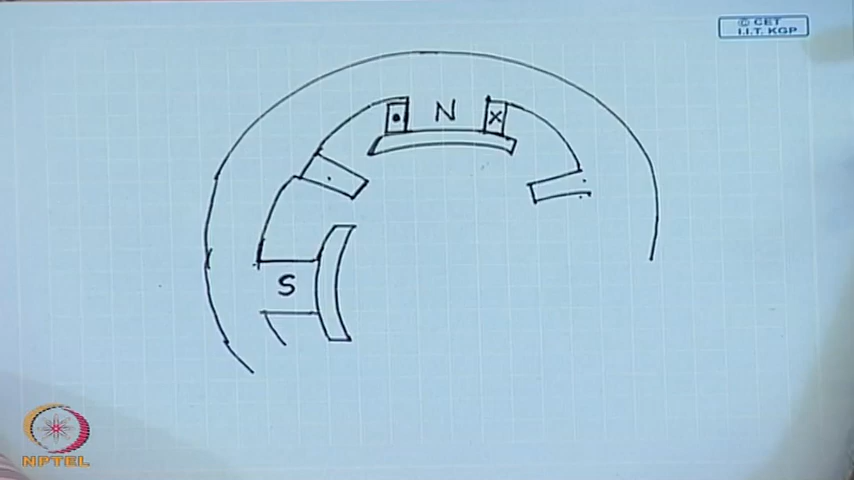 © CET
I.I.T. KGP
N
x
S
NPTEL